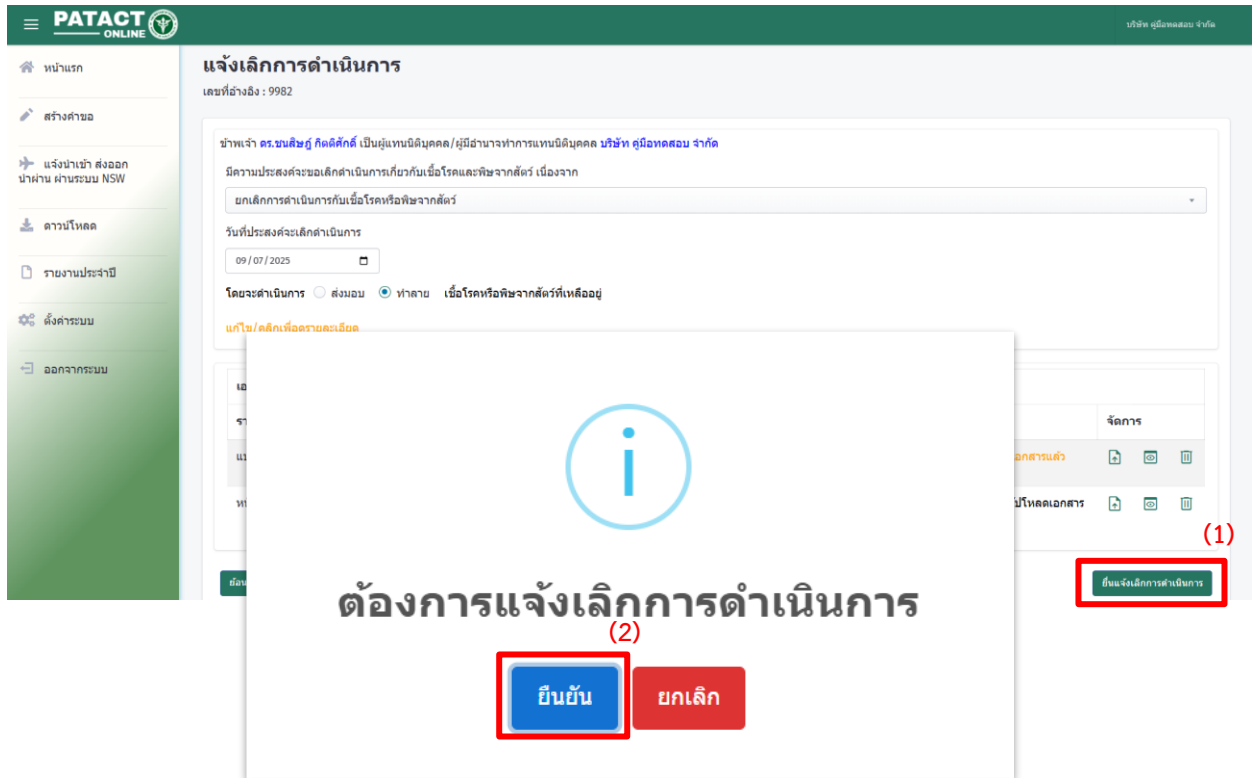 PATACT
ONLINE
บริษัท คู่มือทดสอบ จำกัด
หน้าแรก
สร้างคำขอ
แจ้งนำเข้า ส่งออก
นำผ่าน ผ่านระบบ NSW
ดาวน์โหลด
รายงานประจำปี
ตั้งค่าระบบ
ออกจากระบบ
แจ้งเลิกการดำเนินการ
เลขที่อ้างอิง : 9982
ข้าพเจ้า ดร.ชนสิษฎ์ กิตติศักดิ์ เป็นผู้แทนนิติบุคคล/ผู้มีอำนาจทำการแทนนิติบุคคล บริษัท คู่มือทดสอบ จำกัด
มีความประสงค์จะขอเลิกดำเนินการเกี่ยวกับเชื้อโรคและพิษจากสัตว์ เนื่องจาก
ยกเลิกการดำเนินการกับเชื้อโรคหรือพิษจากสัตว์
วันที่ประสงค์จะเลิกดำเนินการ
09/07/2025
โดยจะดำเนินการ ส่งมอบ ทำลาย เชื้อโรคหรือพิษจากสัตว์ที่เหลืออยู่
แก้ไข/คลิกเพื่อดูรายละเอียด
จัดการ
อกสารแล้ว
ปโหลดเอกสาร
(1)
ยื่นแจ้งเลิกการดำเนินการ
ต้องการแจ้งเลิกการดำเนินการ
(2)
ยืนยัน ยกเลิก